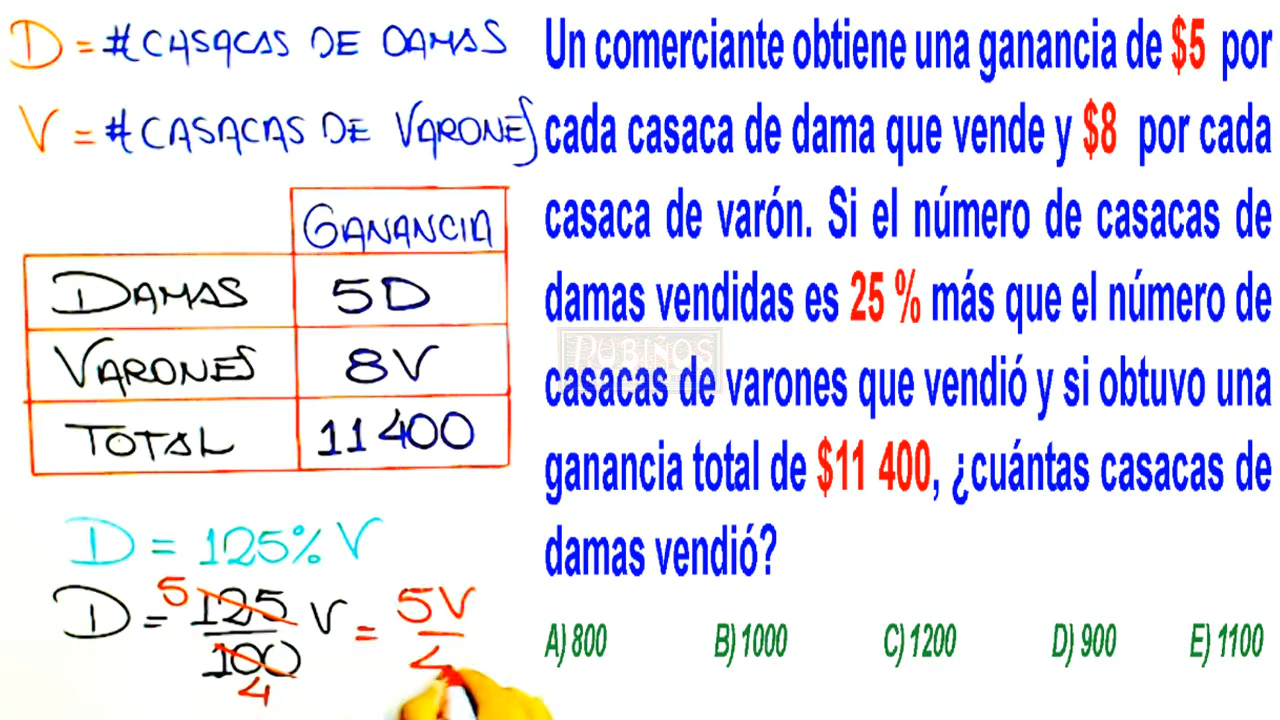 D = # CASACAS DE DAMAS
V = # CASACAS DE VARONES
GANANCIA
DAMAS 5D
VARONES 8V
TOTAL 11400
D = 125% V
D = 5 125/100 4 V = 5V/4
Un comerciante obtiene una ganancia de $5 por
cada casaca de dama que vende y $8 por cada
casaca de varón. Si el número de casacas de
damas vendidas es 25 % más que el número de
casacas de varones que vendió y si obtuvo una
ganancia total de $11 400, ¿cuántas casacas de
damas vendió?
A) 800 B) 1000 C) 1200 D) 900 E) 1100
RUBIÑOS